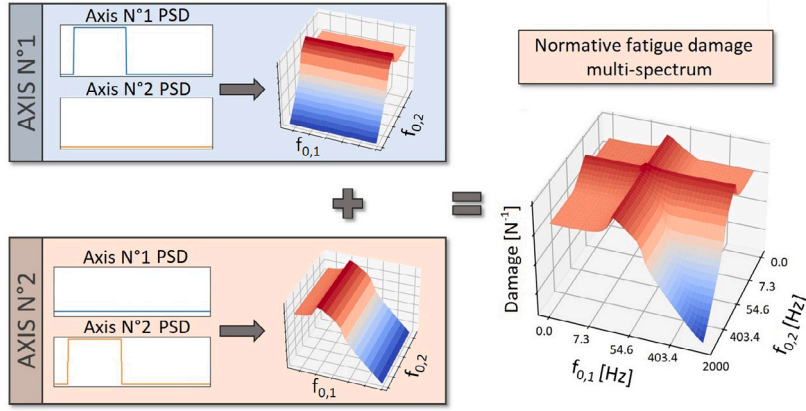 AXIS N°1
Axis N°1 PSD
Axis N°2 PSD
f0,1
f0,2
AXIS N°2
Axis N°1 PSD
Axis N°2 PSD
f0,1
f0,2
Normative fatigue damage
multi-spectrum
Damage [N-1]
0.0
7.3
54.6
403.4
2000
f0,1 [Hz]
0.0
7.3
54.6
403.4
f0,2 [Hz]